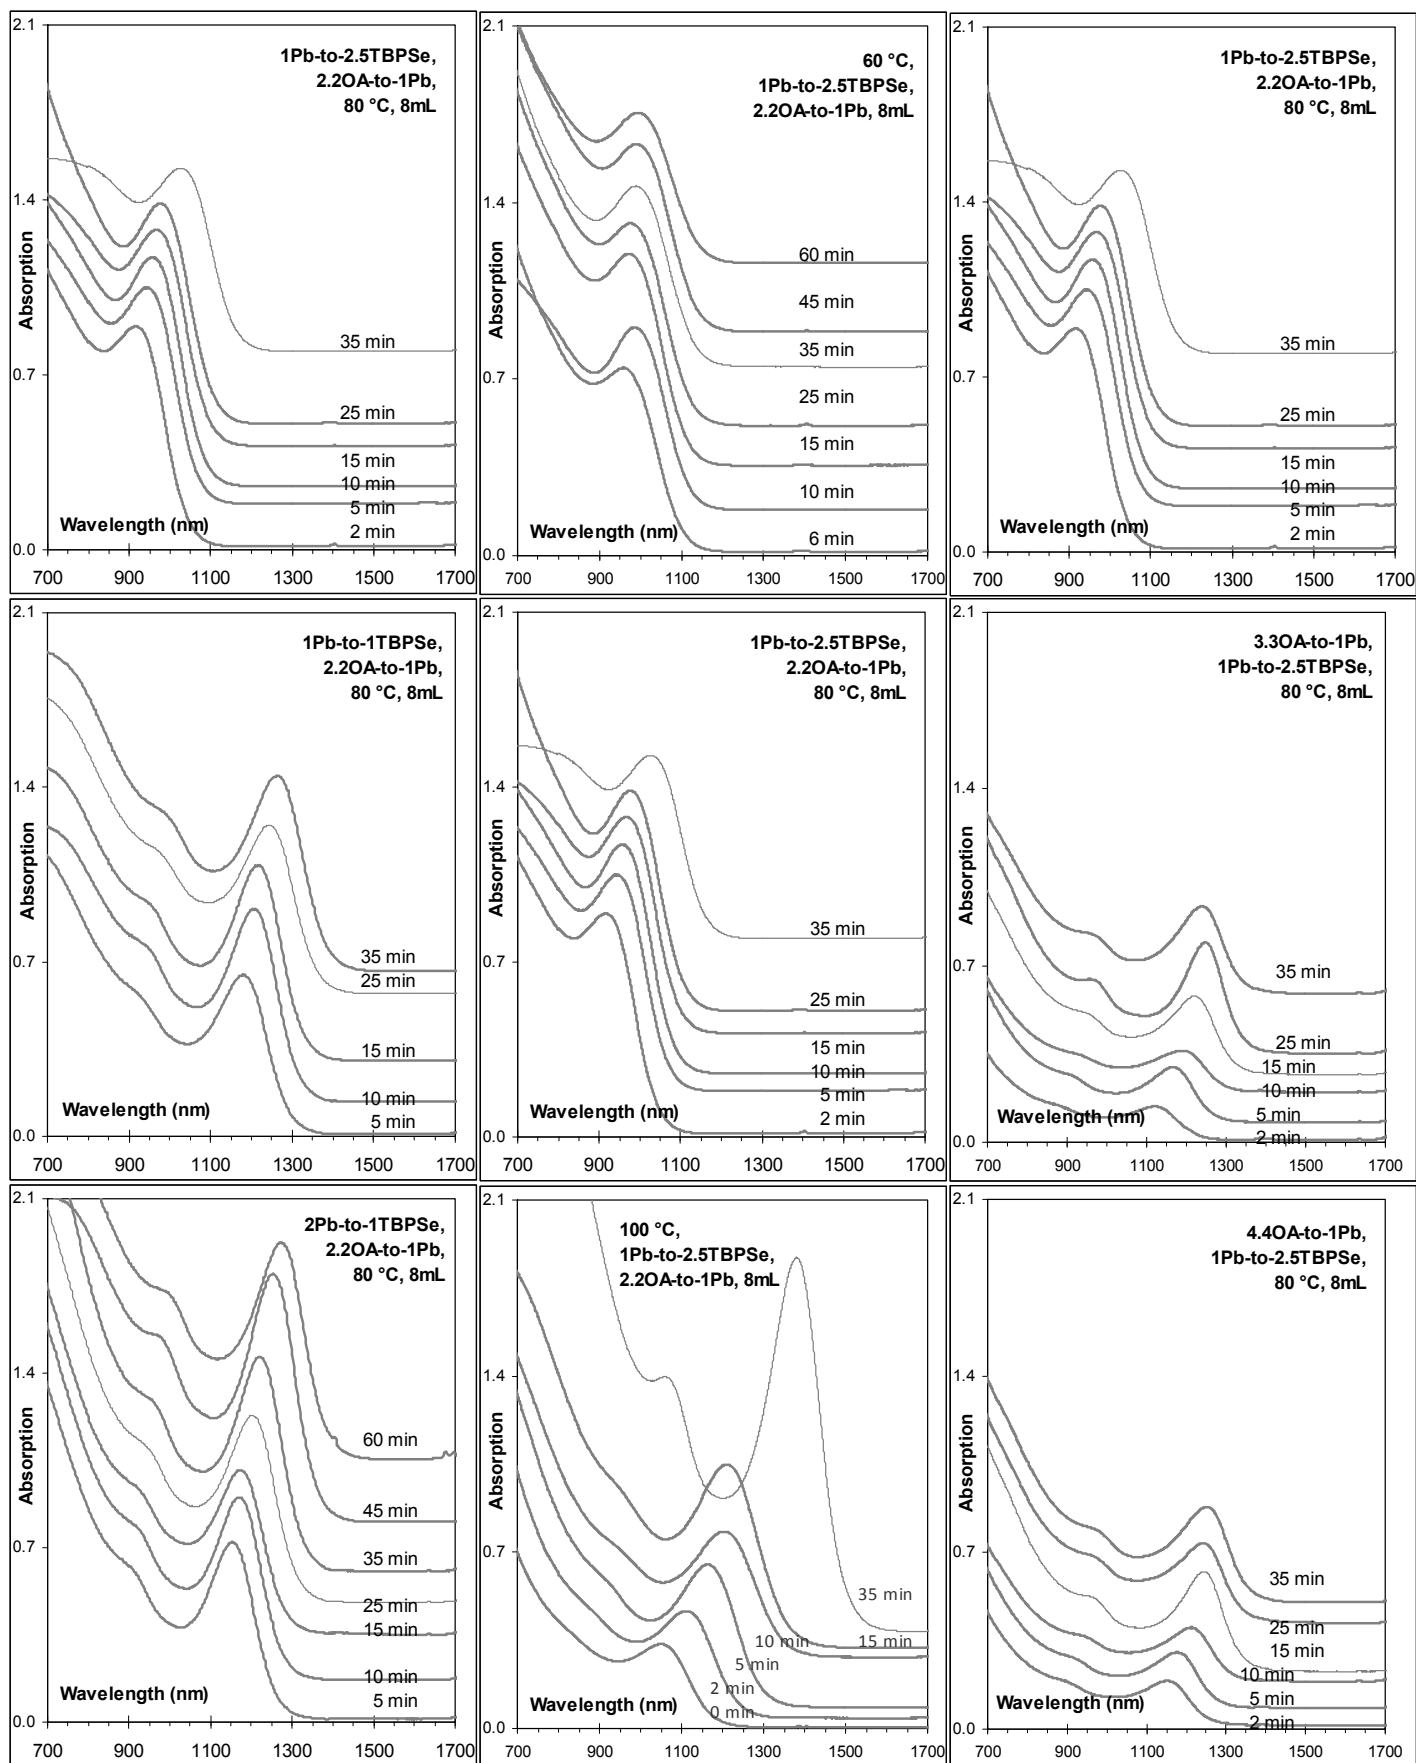 2.1
1Pb-to-2.5TBPSe,
2.2OA-to-1Pb,
80 °C, 8mL
1.4
Absorption
35 min
0.7
25 min
15 min
10 min
5 min
Wavelength (nm)
2 min
0.0
700 900 1100 1300 1500 1700
2.1
60 °C,
1Pb-to-2.5TBPSe,
2.2OA-to-1Pb, 8mL
1.4
Absorption
60 min
45 min
35 min
0.7
25 min
15 min
10 min
Wavelength (nm)
6 min
0.0
700 900 1100 1300 1500 1700
2.1
1Pb-to-2.5TBPSe,
2.2OA-to-1Pb,
80 °C, 8mL
1.4
Absorption
35 min
0.7
25 min
15 min
10 min
5 min
Wavelength (nm)
2 min
0.0
700 900 1100 1300 1500 1700
2.1
1Pb-to-1TBPSe,
2.2OA-to-1Pb,
80 °C, 8mL
1.4
Absorption
0.7
35 min
25 min
15 min
10 min
Wavelength (nm)
5 min
0.0
700 900 1100 1300 1500 1700
2.1
1Pb-to-2.5TBPSe,
2.2OA-to-1Pb,
80 °C, 8mL
1.4
Absorption
35 min
0.7
25 min
15 min
10 min
5 min
Wavelength (nm)
2 min
0.0
700 900 1100 1300 1500 1700
2.1
3.3OA-to-1Pb,
1Pb-to-2.5TBPSe,
80 °C, 8mL
1.4
Absorption
0.7
35 min
25 min
15 min
10 min
5 min
Wavelength (nm)
2 min
0.0
700 900 1100 1300 1500 1700
2.1
2Pb-to-1TBPSe,
2.2OA-to-1Pb,
80 °C, 8mL
1.4
Absorption
60 min
45 min
0.7
35 min
25 min
15 min
10 min
Wavelength (nm)
5 min
0.0
700 900 1100 1300 1500 1700
2.1
100 °C,
1Pb-to-2.5TBPSe,
2.2OA-to-1Pb, 8mL
1.4
Absorption
0.7
35 min
10 min 15 min
5 min
2 min
Wavelength (nm)
0 min
0.0
700 900 1100 1300 1500 1700
2.1
4.4OA-to-1Pb,
1Pb-to-2.5TBPSe,
80 °C, 8mL
1.4
Absorption
0.7
35 min
25 min
15 min
10 min
5 min
Wavelength (nm)
2 min
0.0
700 900 1100 1300 1500 1700